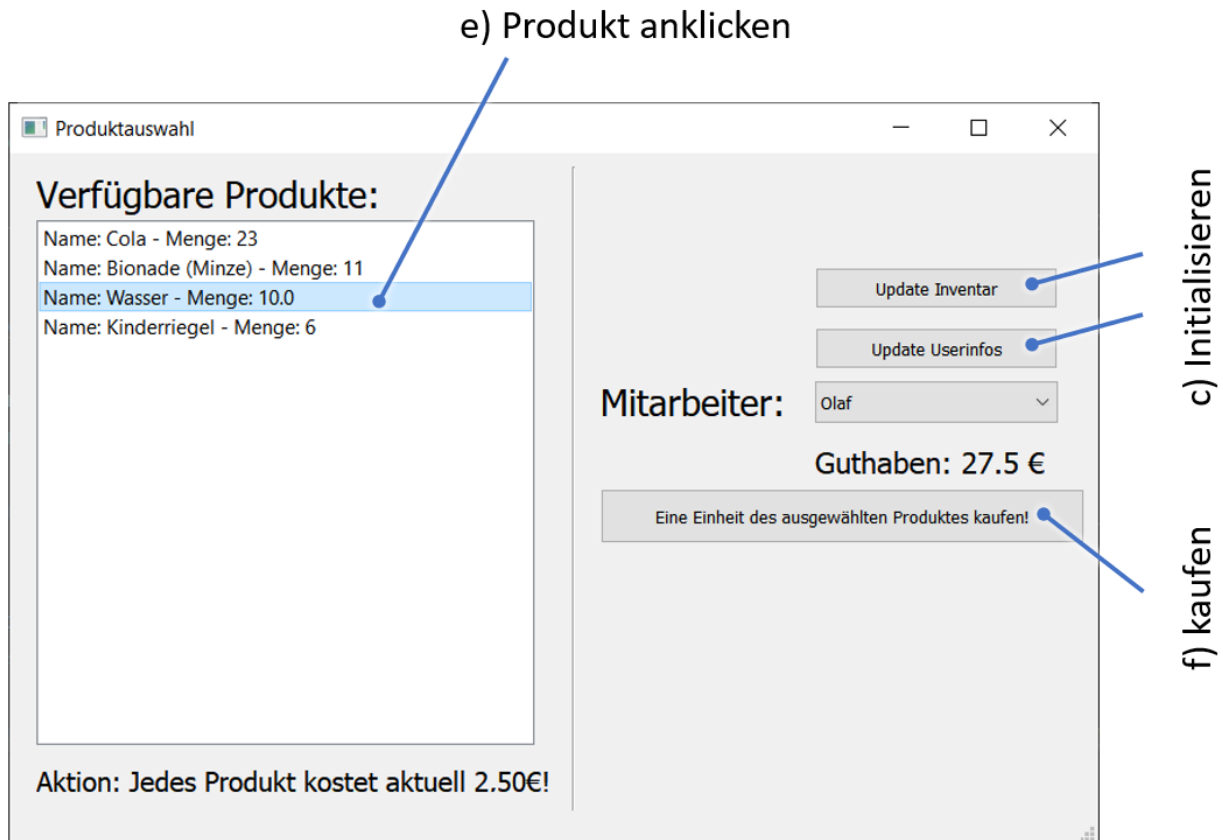 e) Produkt anklicken
Produktauswahl
Verfügbare Produkte:
Name: Cola - Menge: 23
Name: Bionade (Minze) - Menge: 11
Name: Wasser - Menge: 10.0
Name: Kinderriegel - Menge: 6
Aktion: Jedes Produkt kostet aktuell 2.50€!
Update Inventar
Update Userinfos
Mitarbeiter: Olaf
Guthaben: 27.5 €
Eine Einheit des ausgewählten Produktes kaufen!
c) Initialisieren
f) kaufen